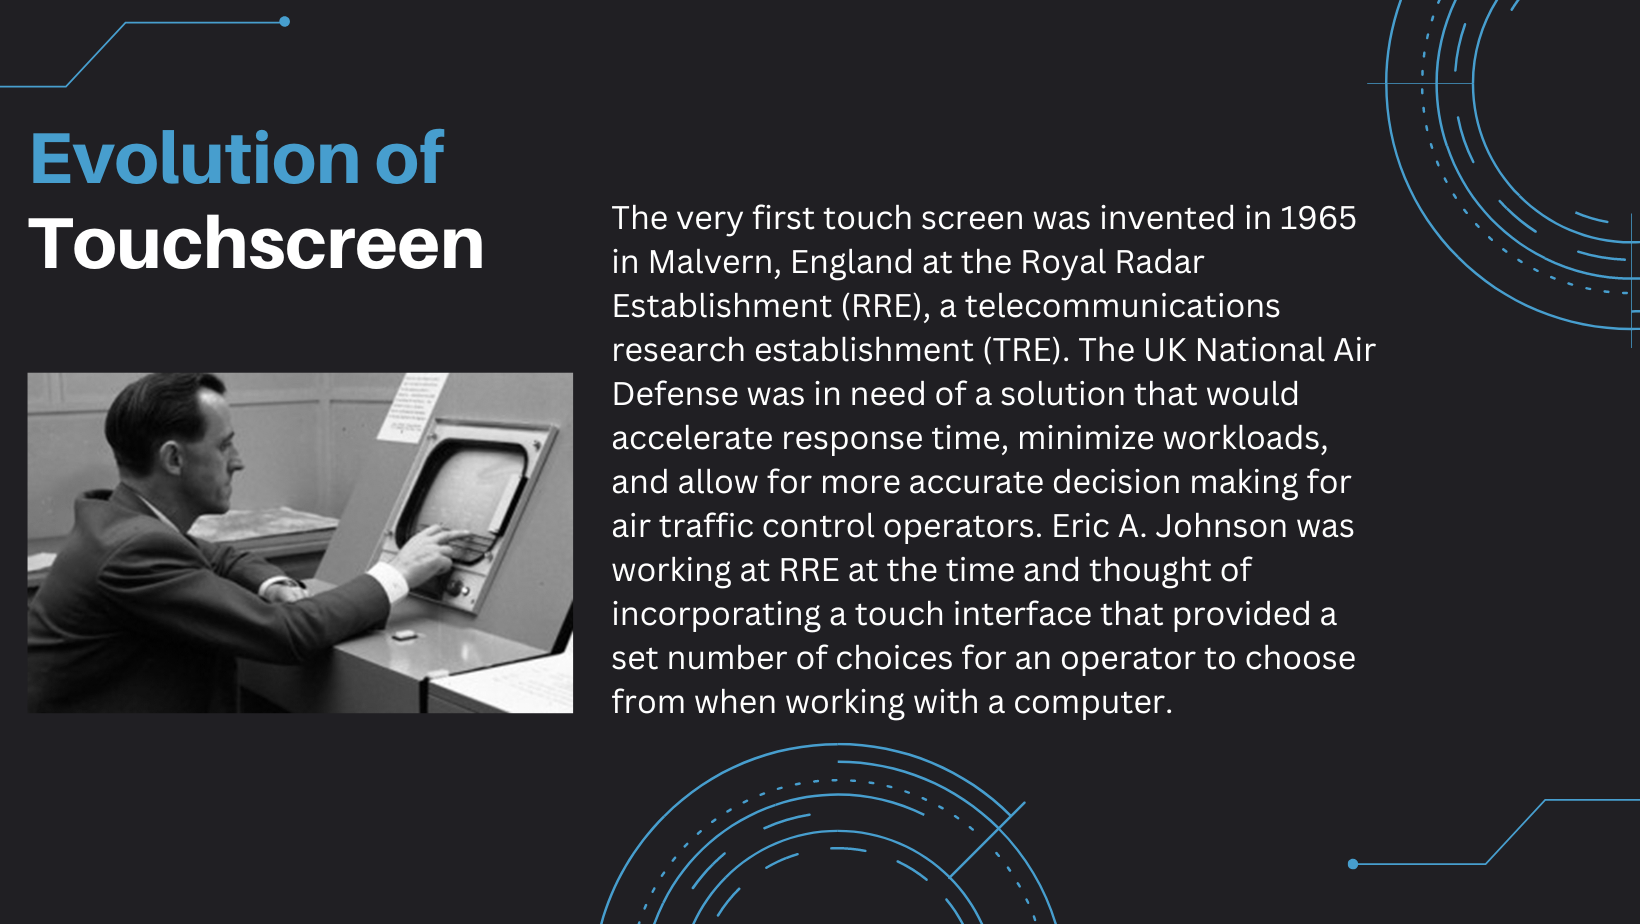 Evolution of
Touchscreen
The very first touch screen was invented in 1965
in Malvern, England at the Royal Radar
Establishment (RRE), a telecommunications
research establishment (TRE). The UK National Air
Defense was in need of a solution that would
accelerate response time, minimize workloads,
and allow for more accurate decision making for
air traffic control operators. Eric A. Johnson was
working at RRE at the time and thought of
incorporating a touch interface that provided a
set number of choices for an operator to choose
from when working with a computer.